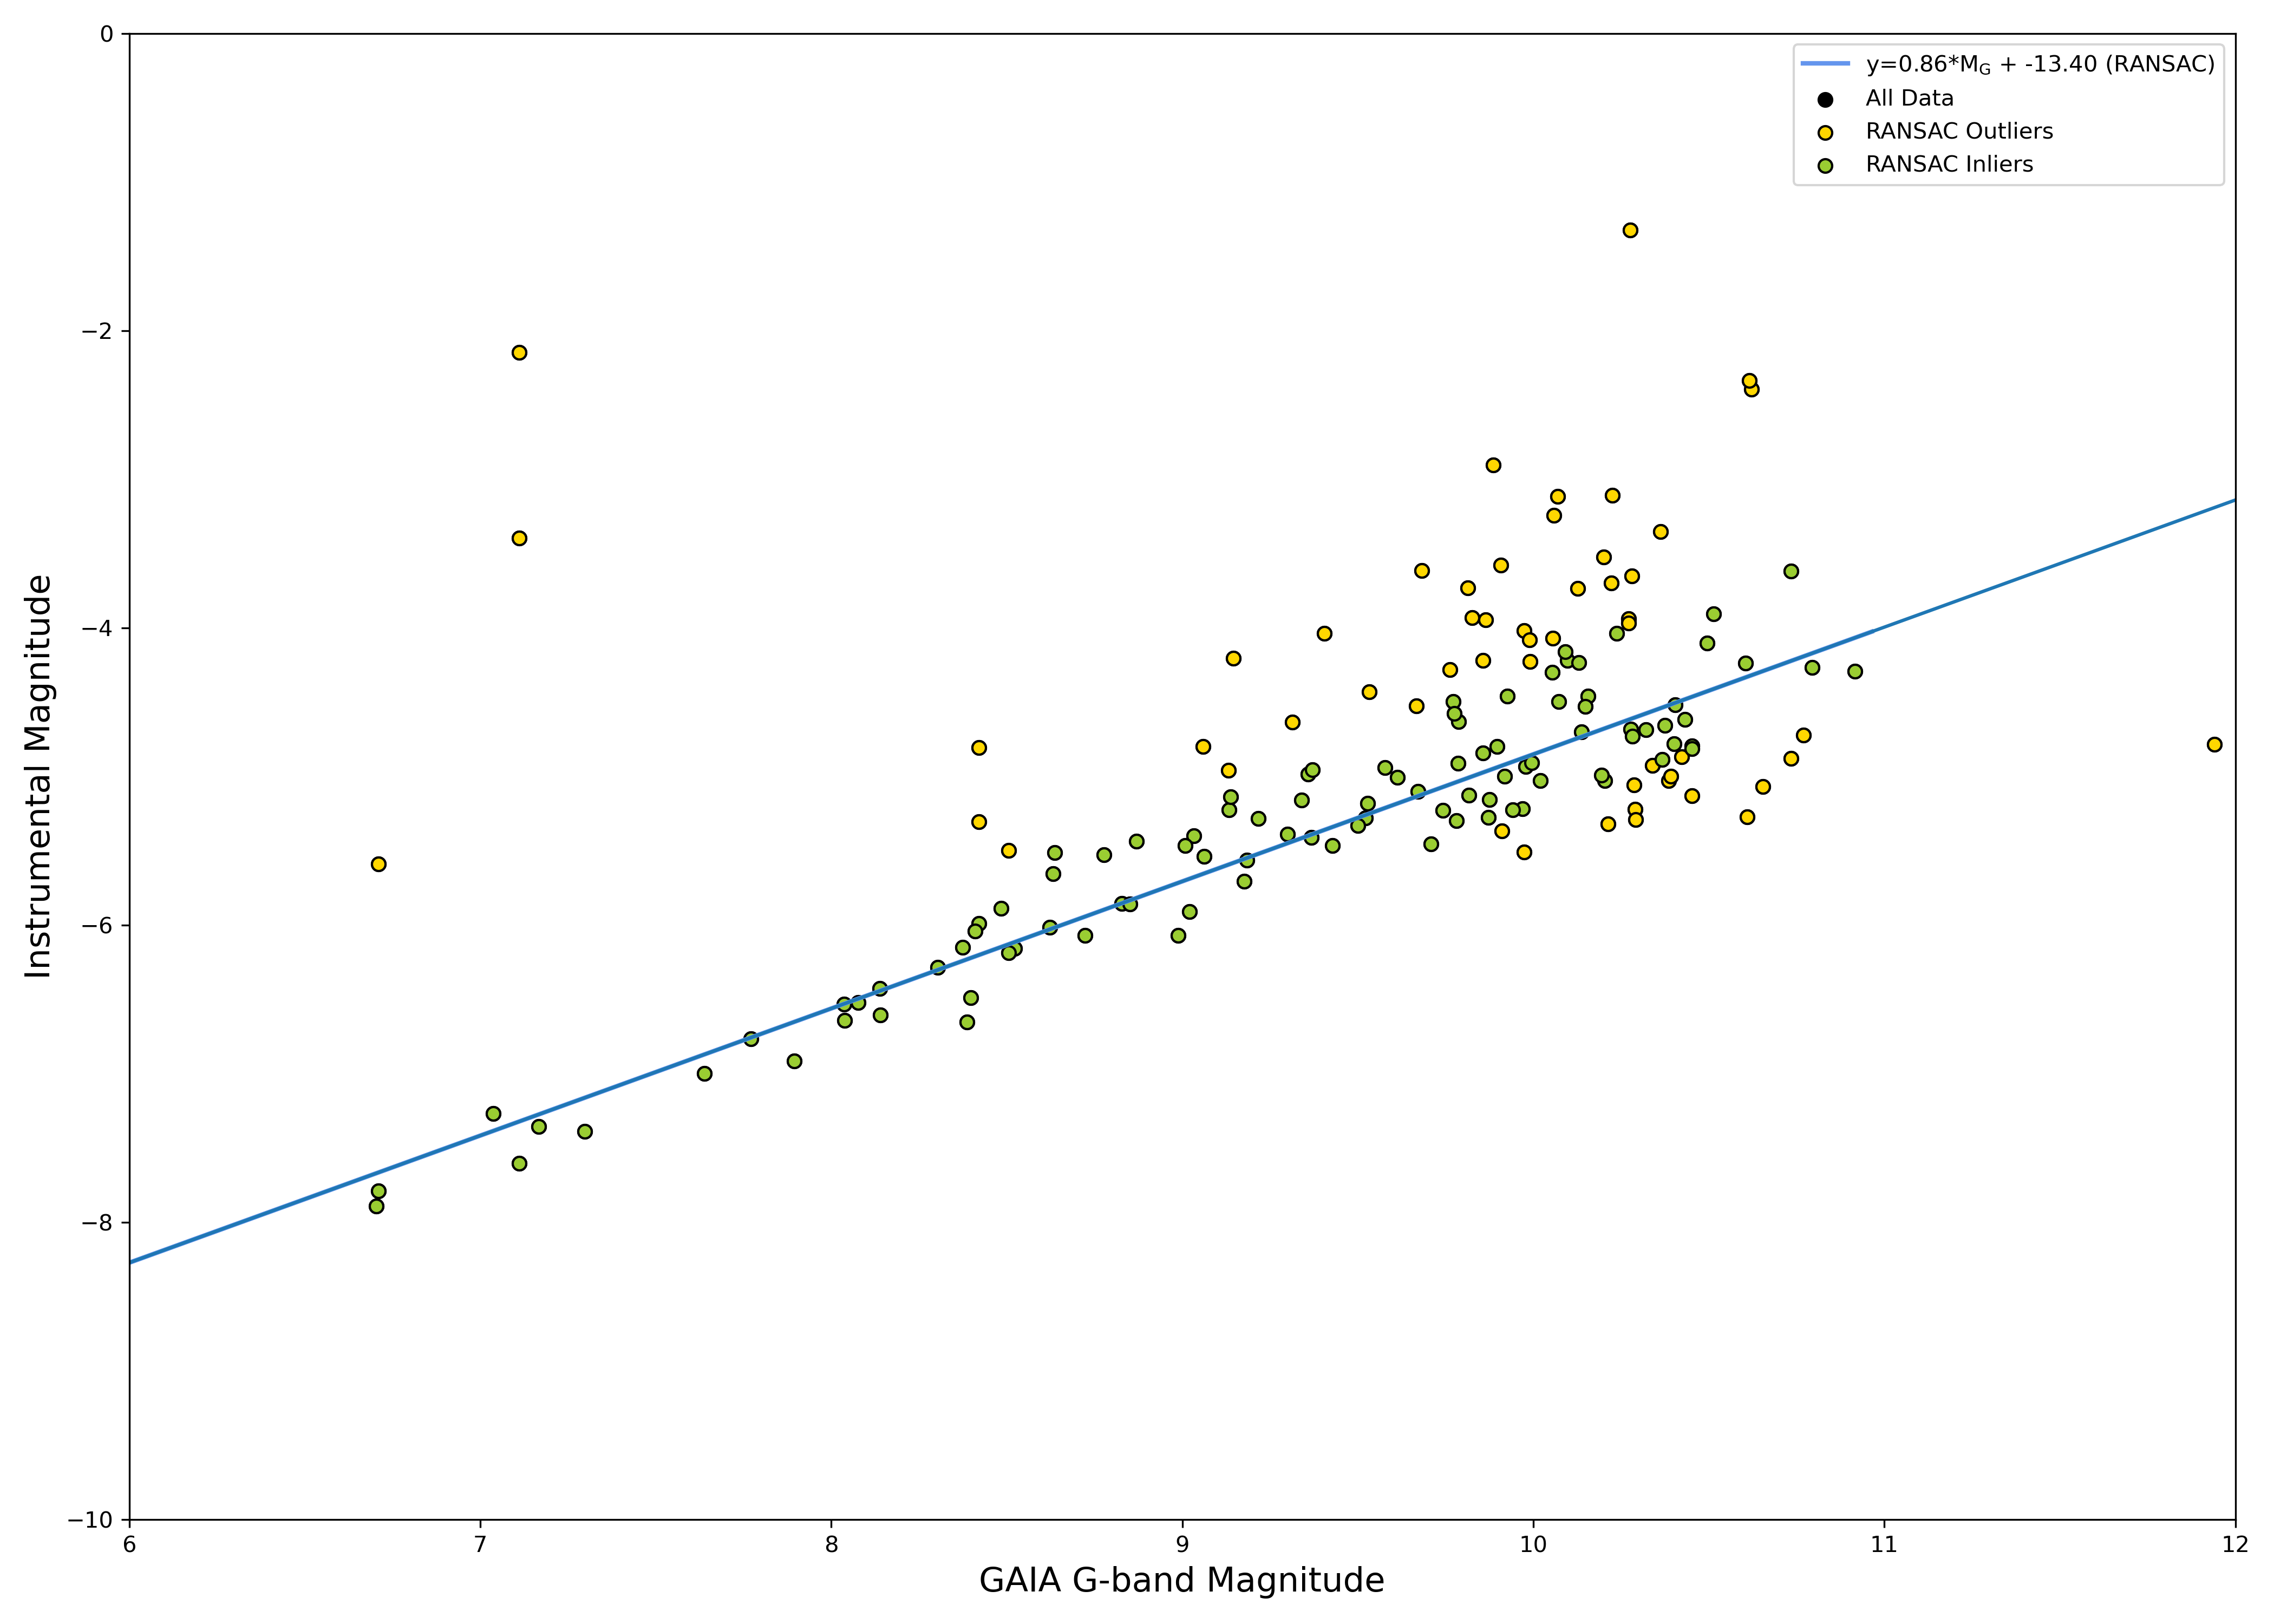 y=0.86*M_G + -13.40 (RANSAC)
All Data
RANSAC Outliers
RANSAC Inliers
0
−2
−4
−6
−8
−10
Instrumental Magnitude
6 7 8 9 10 11 12
GAIA G-band Magnitude